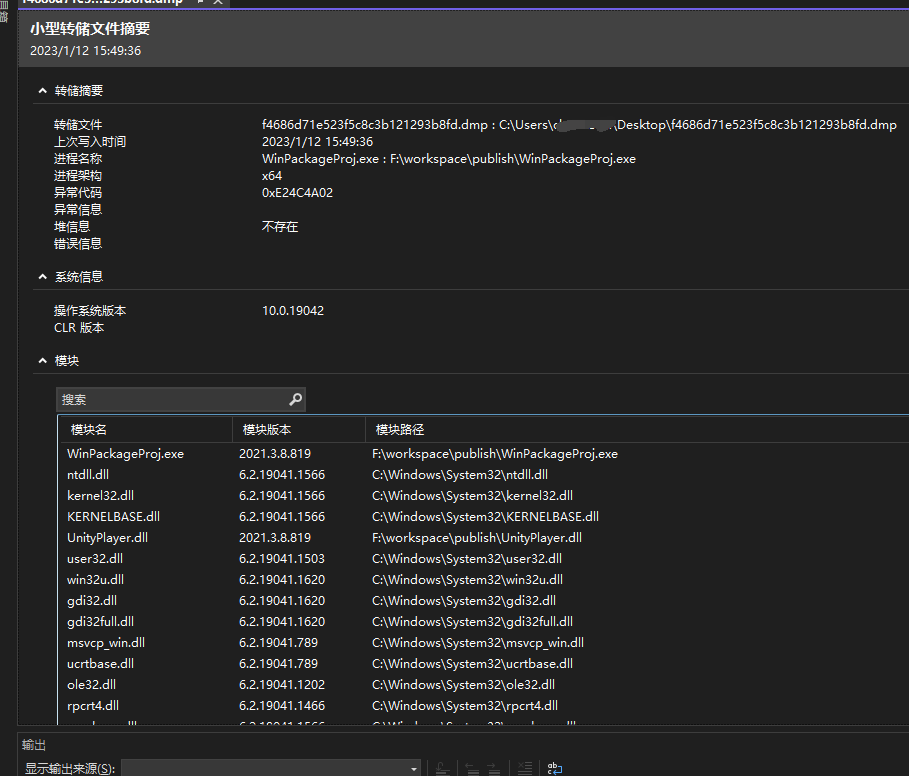 小型转储文件摘要
2023/1/12 15:49:36
转储摘要
转储文件 f4686d71e523f5c8c3b121293b8fd.dmp : C:\Users\ \Desktop\f4686d71e523f5c8c3b121293b8fd.dmp
上次写入时间 2023/1/12 15:49:36
进程名称 WinPackageProj.exe : F:\workspace\publish\WinPackageProj.exe
进程架构 x64
异常代码 0xE24C4A02
异常信息
堆信息 不存在
错误信息
系统信息
操作系统版本 10.0.19042
CLR 版本
模块
搜索
模块名 模块版本 模块路径
WinPackageProj.exe 2021.3.8.819 F:\workspace\publish\WinPackageProj.exe
ntdll.dll 6.2.19041.1566 C:\Windows\System32\ntdll.dll
kernel32.dll 6.2.19041.1566 C:\Windows\System32\kernel32.dll
KERNELBASE.dll 6.2.19041.1566 C:\Windows\System32\KERNELBASE.dll
UnityPlayer.dll 2021.3.8.819 F:\workspace\publish\UnityPlayer.dll
user32.dll 6.2.19041.1503 C:\Windows\System32\user32.dll
win32u.dll 6.2.19041.1620 C:\Windows\System32\win32u.dll
gdi32.dll 6.2.19041.1620 C:\Windows\System32\gdi32.dll
gdi32full.dll 6.2.19041.1620 C:\Windows\System32\gdi32full.dll
msvcp_win.dll 6.2.19041.789 C:\Windows\System32\msvcp_win.dll
ucrtbase.dll 6.2.19041.789 C:\Windows\System32\ucrtbase.dll
ole32.dll 6.2.19041.1202 C:\Windows\System32\ole32.dll
rpcrt4.dll 6.2.19041.1466 C:\Windows\System32\rpcrt4.dll
输出
显示输出来源(S):